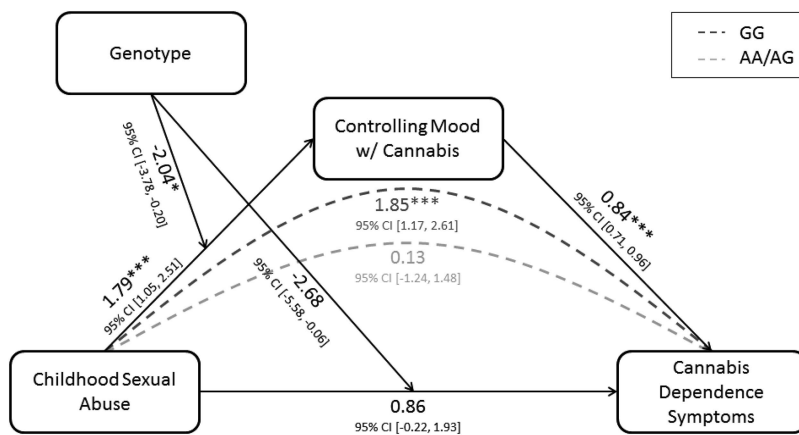 GG
AA/AG
Genotype
Controlling Mood
w/ Cannabis
-2.04*
95% CI [-3.78, -0.20]
1.79***
95% CI [1.05, 2.51]
1.85***
95% CI [1.17, 2.61]
0.13
95% CI [-1.24, 1.48]
-2.68
95% CI [-5.58, -0.06]
0.84***
95% CI [0.71, 0.96]
Childhood Sexual
Abuse
0.86
95% CI [-0.22, 1.93]
Cannabis
Dependence
Symptoms